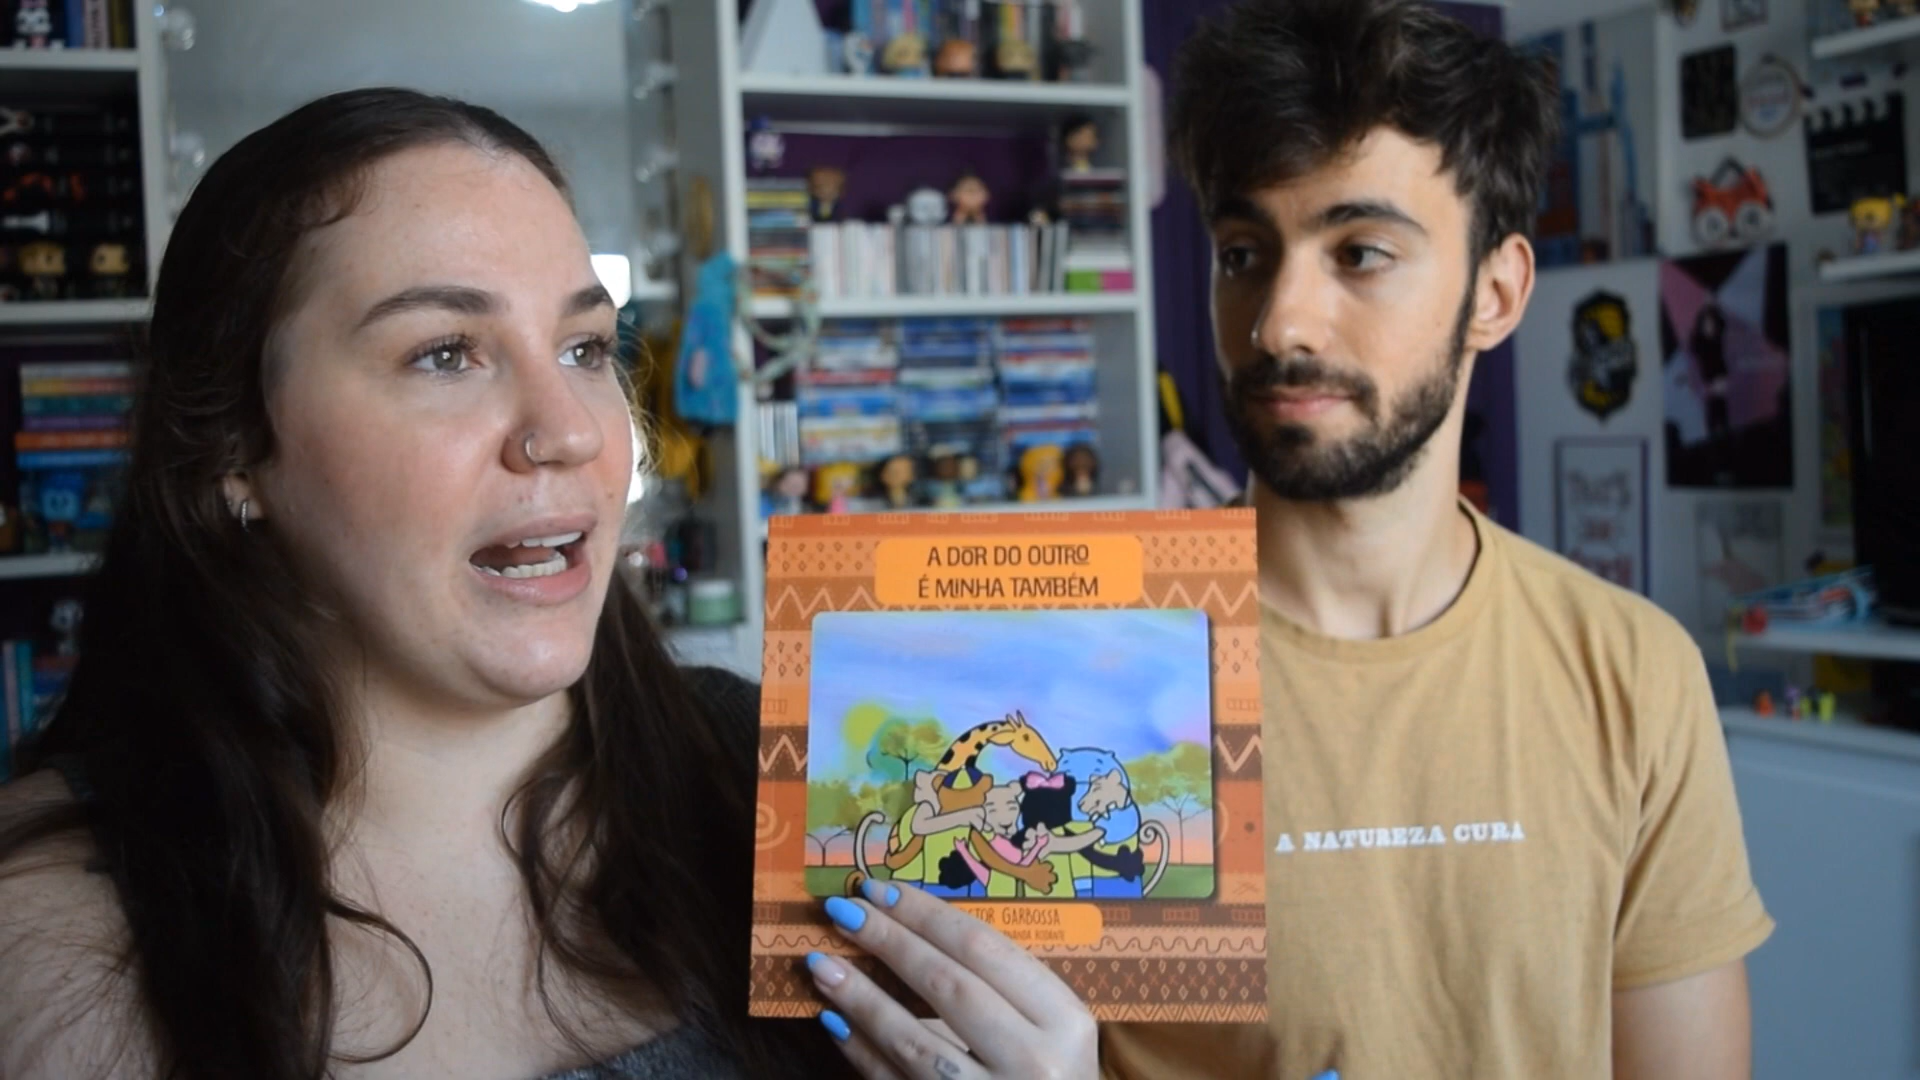 A DOR DO OUTRO
É MINHA TAMBÉM
GARBOSSA
A NATUREZA CURA